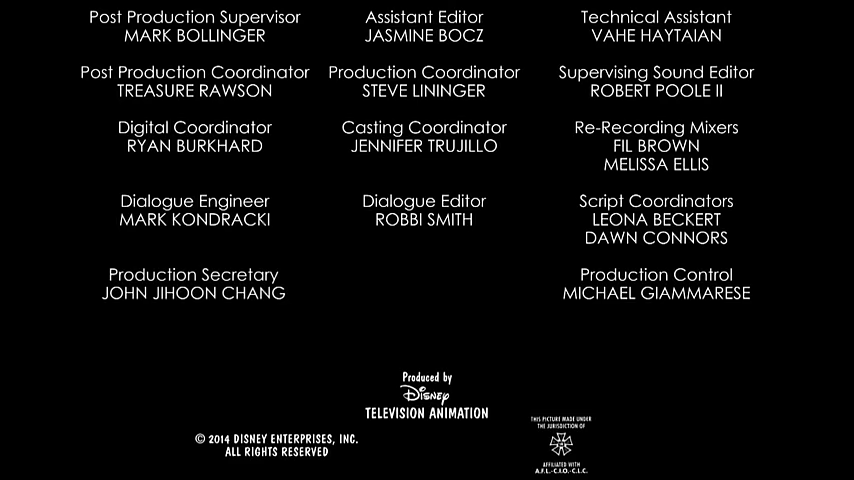 Post Production Supervisor
MARK BOLLINGER
Assistant Editor
JASMINE BOCZ
Technical Assistant
VAHE HAYTAIAN
Post Production Coordinator
TREASURE RAWSON
Production Coordinator
STEVE LININGER
Supervising Sound Editor
ROBERT POOLE II
Digital Coordinator
RYAN BURKHARD
Casting Coordinator
JENNIFER TRUJILLO
Re-Recording Mixers
FIL BROWN
MELISSA ELLIS
Dialogue Engineer
MARK KONDRACKI
Dialogue Editor
ROBBI SMITH
Script Coordinators
LEONA BECKERT
DAWN CONNORS
Production Secretary
JOHN JIHOON CHANG
Production Control
MICHAEL GIAMMARESE
Produced by
Disney
TELEVISION ANIMATION
© 2014 DISNEY ENTERPRISES, INC.
ALL RIGHTS RESERVED
THIS PICTURE MADE UNDER
THE JURISDICTION OF
AFFILIATED WITH
A.F.L.-C.I.O.-C.L.C.